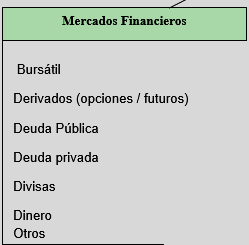 Mercados Financieros
Bursátil
Derivados (opciones / futuros)
Deuda Pública
Deuda privada
Divisas
Dinero
Otros